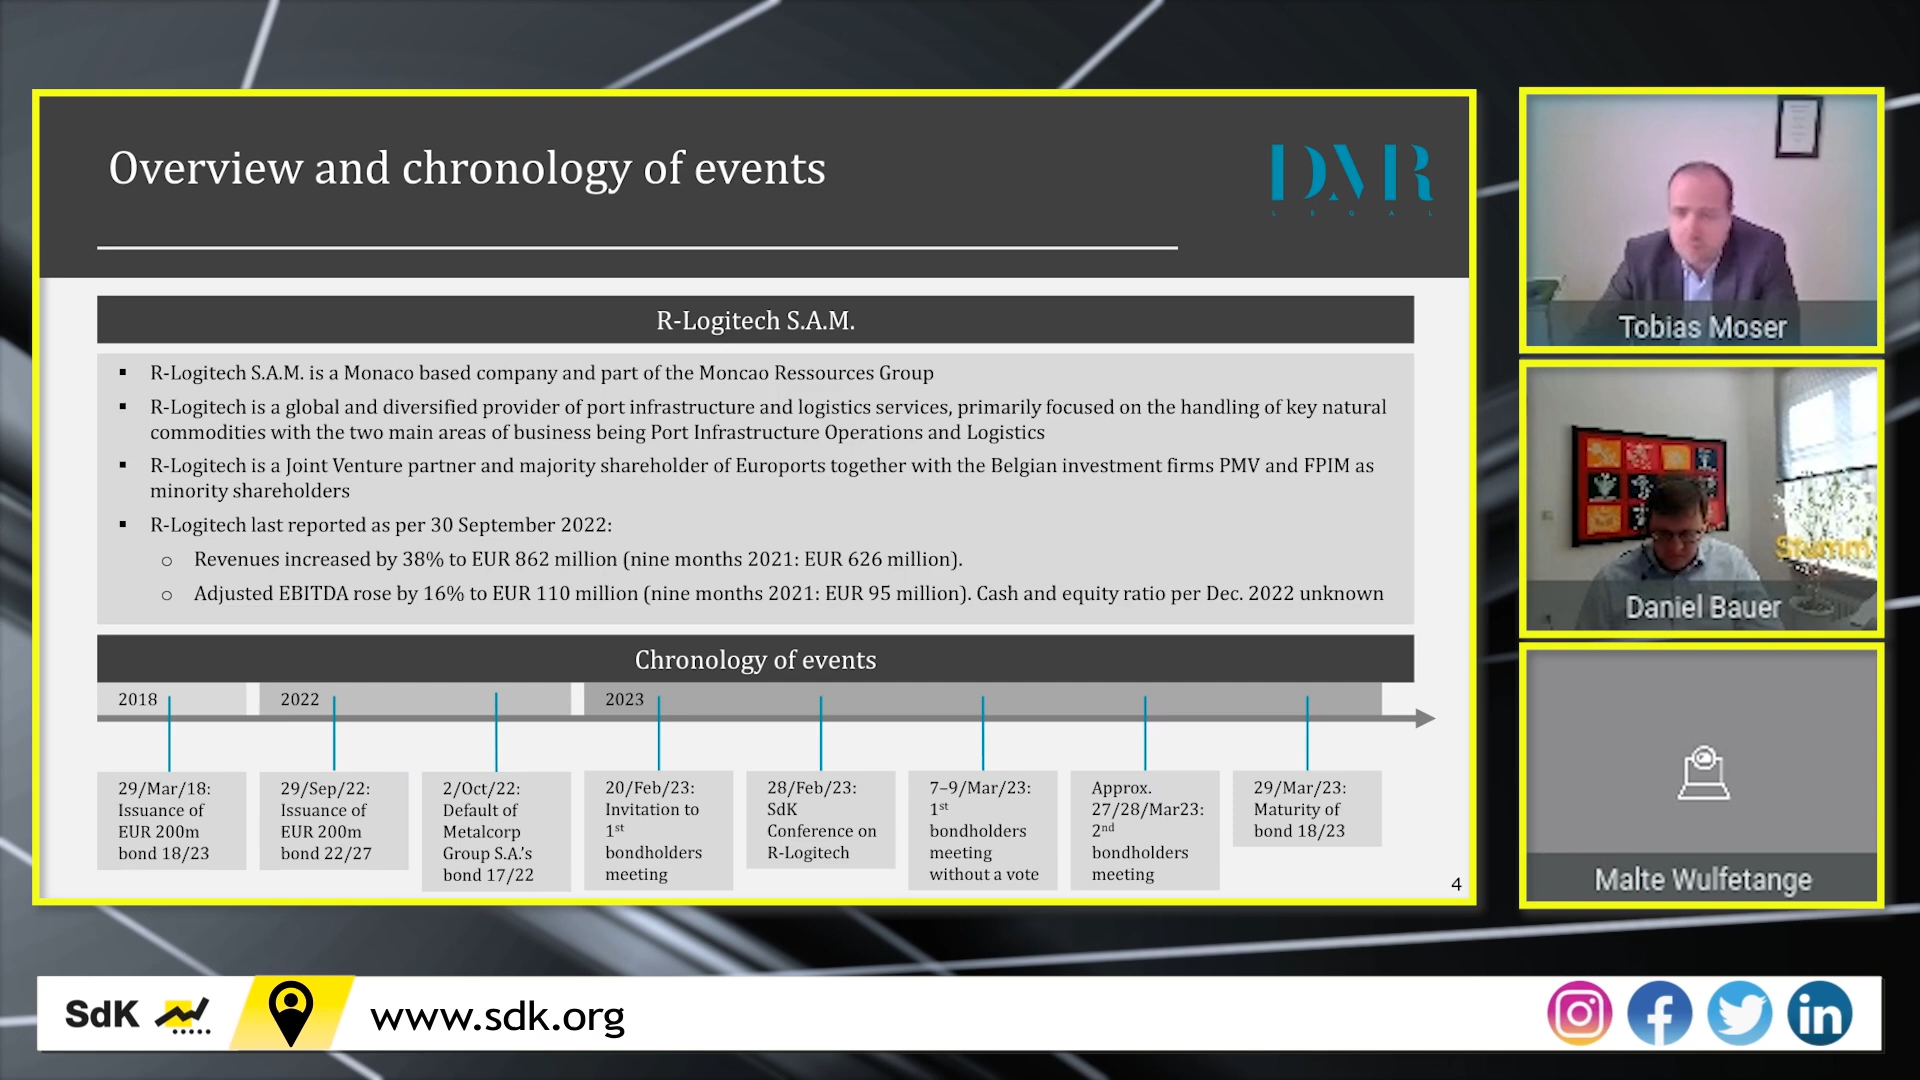 Overview and chronology of events
DMR
LEGAL
R-Logitech S.A.M.
▪ R-Logitech S.A.M. is a Monaco based company and part of the Moncao Ressources Group
▪ R-Logitech is a global and diversified provider of port infrastructure and logistics services, primarily focused on the handling of key natural
commodities with the two main areas of business being Port Infrastructure Operations and Logistics
▪ R-Logitech is a Joint Venture partner and majority shareholder of Euroports together with the Belgian investment firms PMV and FPIM as
minority shareholders
▪ R-Logitech last reported as per 30 September 2022:
o Revenues increased by 38% to EUR 862 million (nine months 2021: EUR 626 million).
o Adjusted EBITDA rose by 16% to EUR 110 million (nine months 2021: EUR 95 million). Cash and equity ratio per Dec. 2022 unknown
Chronology of events
2018
2022
2023
29/Mar/18:
Issuance of
EUR 200m
bond 18/23
29/Sep/22:
Issuance of
EUR 200m
bond 22/27
2/Oct/22:
Default of
Metalcorp
Group S.A.'s
bond 17/22
20/Feb/23:
Invitation to
1st
bondholders
meeting
28/Feb/23:
SdK
Conference on
R-Logitech
7–9/Mar/23:
1st
bondholders
meeting
without a vote
Approx.
27/28/Mar23:
2nd
bondholders
meeting
29/Mar/23:
Maturity of
bond 18/23
4
Tobias Moser
Stumm
Daniel Bauer
Malte Wulfetange
SdK
www.sdk.org